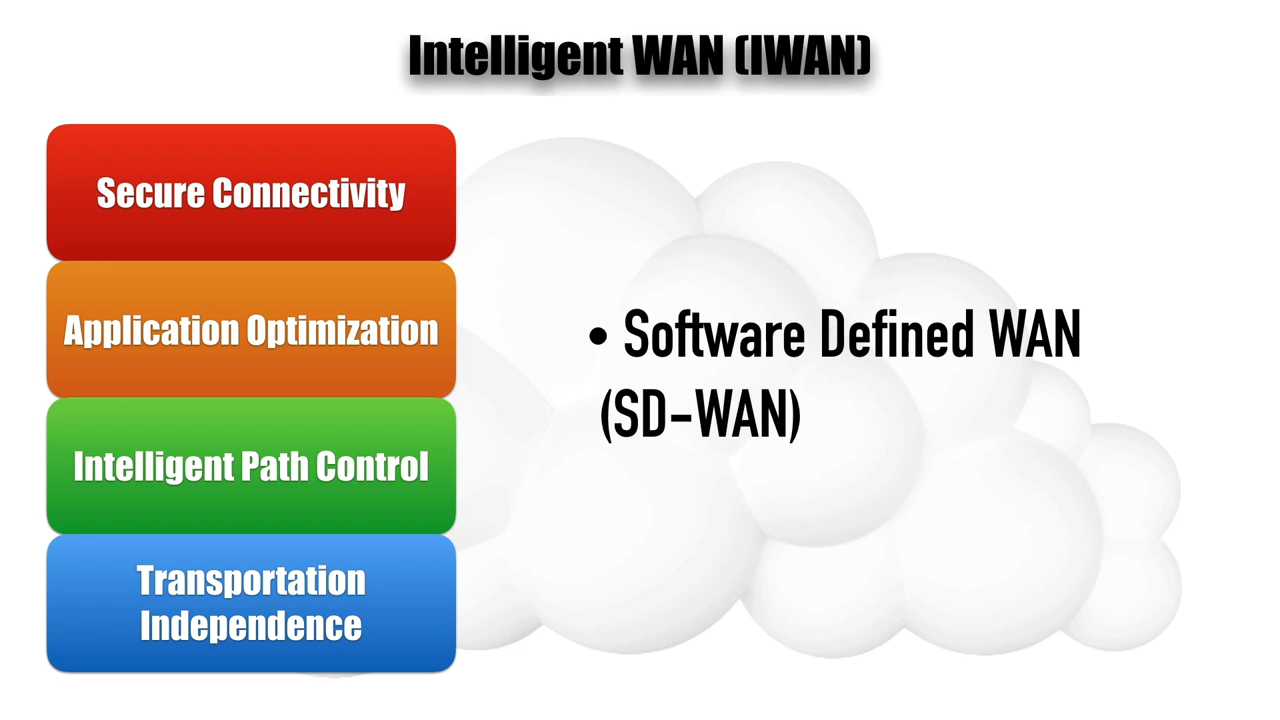 Intelligent WAN (IWAN)
Secure Connectivity
Application Optimization
Intelligent Path Control
Transportation
Independence
• Software Defined WAN
(SD-WAN)